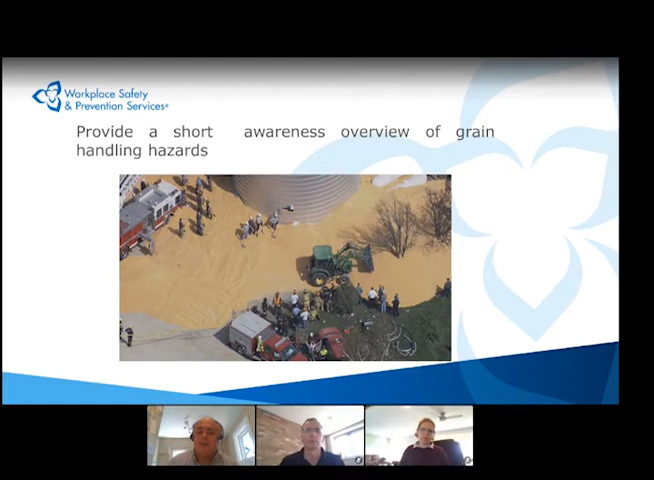 Workplace Safety
& Prevention Services®
Provide a short awareness overview of grain
handling hazards